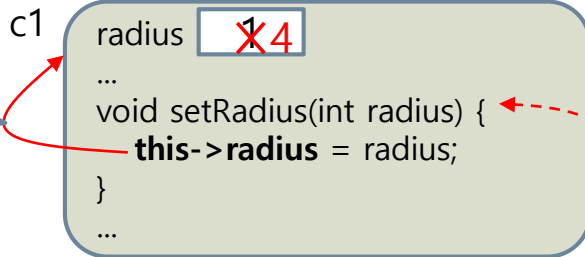 c1
radius 1 4
...
void setRadius(int radius) {
this->radius = radius;
}
...